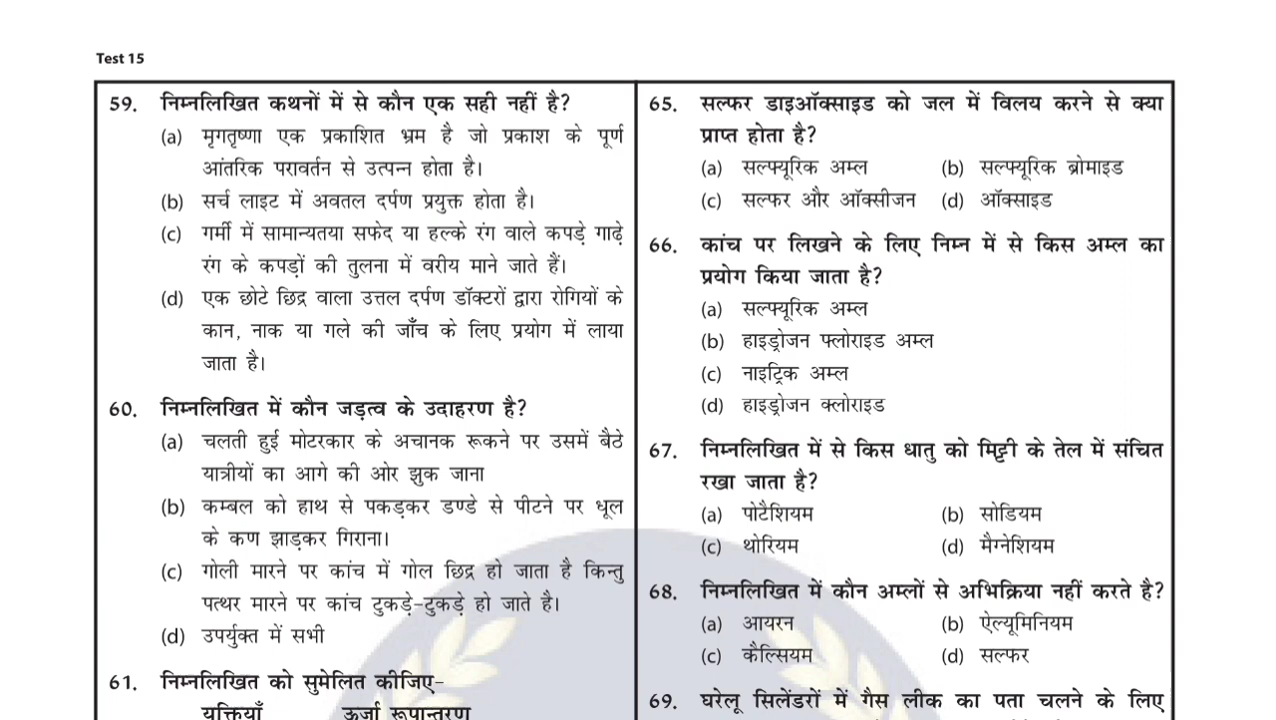 Test 15
59. निम्नलिखित कथनों में से कौन एक सही नहीं है?
(a) मृगतृष्णा एक प्रकाशित भ्रम है जो प्रकाश के पूर्ण
आंतरिक परावर्तन से उत्पन्न होता है।
(b) सर्च लाइट में अवतल दर्पण प्रयुक्त होता है।
(c) गर्मी में सामान्यतया सफेद या हल्के रंग वाले कपड़े गाढ़े
रंग के कपड़ों की तुलना में वरीय माने जाते हैं।
(d) एक छोटे छिद्र वाला उत्तल दर्पण डॉक्टरों द्वारा रोगियों के
कान, नाक या गले की जाँच के लिए प्रयोग में लाया
जाता है।
60. निम्नलिखित में कौन जड़त्व के उदाहरण है?
(a) चलती हुई मोटरकार के अचानक रूकने पर उसमें बैठे
यात्रीयों का आगे की ओर झुक जाना
(b) कम्बल को हाथ से पकड़कर डण्डे से पीटने पर धूल
के कण झाड़कर गिराना।
(c) गोली मारने पर कांच में गोल छिद्र हो जाता है किन्तु
पत्थर मारने पर कांच टुकड़े-टुकड़े हो जाते है।
(d) उपर्युक्त में सभी
61. निम्नलिखित को सुमेलित कीजिए-
युक्तियाँ ऊर्जा रूपान्तरण
65. सल्फर डाइऑक्साइड को जल में विलय करने से क्या
प्राप्त होता है?
(a) सल्फ्यूरिक अम्ल (b) सल्फ्यूरिक ब्रोमाइड
(c) सल्फर और ऑक्सीजन (d) ऑक्साइड
66. कांच पर लिखने के लिए निम्न में से किस अम्ल का
प्रयोग किया जाता है?
(a) सल्फ्यूरिक अम्ल
(b) हाइड्रोजन फ्लोराइड अम्ल
(c) नाइट्रिक अम्ल
(d) हाइड्रोजन क्लोराइड
67. निम्नलिखित में से किस धातु को मिट्टी के तेल में संचित
रखा जाता है?
(a) पोटैशियम (b) सोडियम
(c) थोरियम (d) मैग्नेशियम
68. निम्नलिखित में कौन अम्लों से अभिक्रिया नहीं करते है?
(a) आयरन (b) ऐल्यूमिनियम
(c) कैल्सियम (d) सल्फर
69. घरेलू सिलेंडरों में गैस लीक का पता चलने के लिए